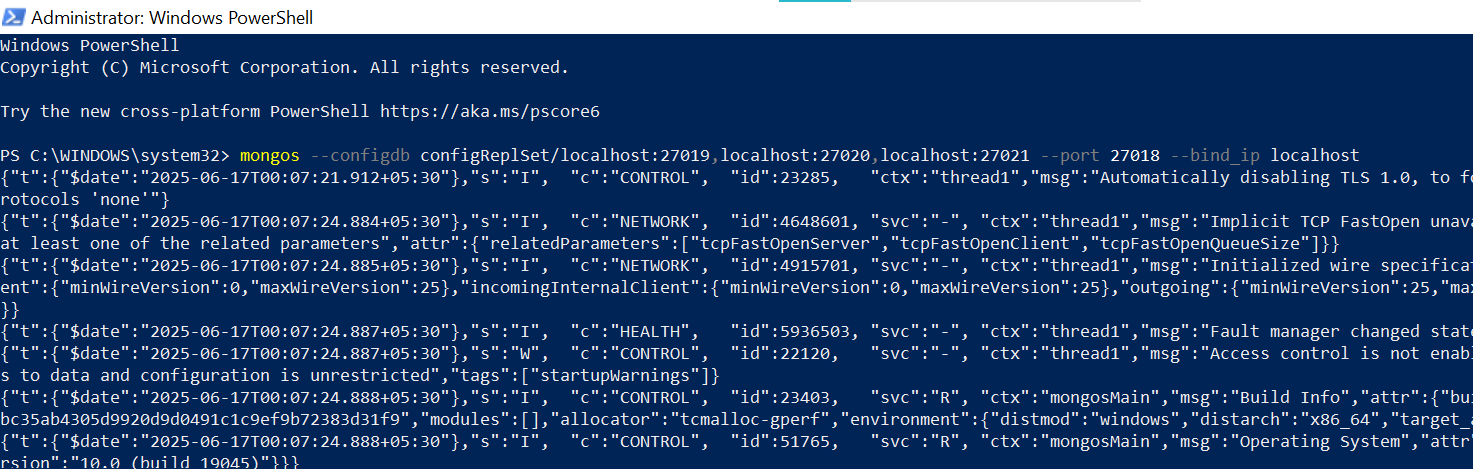 Administrator: Windows PowerShell
Windows PowerShell
Copyright (C) Microsoft Corporation. All rights reserved.
Try the new cross-platform PowerShell https://aka.ms/pscore6
PS C:\WINDOWS\system32> mongos --configdb configReplSet/localhost:27019,localhost:27020,localhost:27021 --port 27018 --bind_ip localhost
{"t":{"$date":"2025-06-17T00:07:21.912+05:30"},"s":"I",  "c":"CONTROL",  "id":23285,   "ctx":"thread1","msg":"Automatically disabling TLS 1.0, to fo
rotocols 'none'"}
{"t":{"$date":"2025-06-17T00:07:24.884+05:30"},"s":"I",  "c":"NETWORK",  "id":4648601, "svc":"-", "ctx":"thread1","msg":"Implicit TCP FastOpen unava
at least one of the related parameters","attr":{"relatedParameters":["tcpFastOpenServer","tcpFastOpenClient","tcpFastOpenQueueSize"]}}
{"t":{"$date":"2025-06-17T00:07:24.885+05:30"},"s":"I",  "c":"NETWORK",  "id":4915701, "svc":"-", "ctx":"thread1","msg":"Initialized wire specificat
ent":{"minWireVersion":0,"maxWireVersion":25},"incomingInternalClient":{"minWireVersion":0,"maxWireVersion":25},"outgoing":{"minWireVersion":25,"max
}}
{"t":{"$date":"2025-06-17T00:07:24.887+05:30"},"s":"I",  "c":"HEALTH",   "id":5936503, "svc":"-", "ctx":"thread1","msg":"Fault manager changed state
{"t":{"$date":"2025-06-17T00:07:24.887+05:30"},"s":"W",  "c":"CONTROL",  "id":22120,   "svc":"-", "ctx":"thread1","msg":"Access control is not enabl
s to data and configuration is unrestricted","tags":["startupWarnings"]}
{"t":{"$date":"2025-06-17T00:07:24.888+05:30"},"s":"I",  "c":"CONTROL",  "id":23403,   "svc":"R", "ctx":"mongosMain","msg":"Build Info","attr":{"bui
bc35ab4305d9920d9d0491c1c9ef9b72383d31f9","modules":[],"allocator":"tcmalloc-gperf","environment":{"distmod":"windows","distarch":"x86_64","target_a
{"t":{"$date":"2025-06-17T00:07:24.888+05:30"},"s":"I",  "c":"CONTROL",  "id":51765,   "svc":"R", "ctx":"mongosMain","msg":"Operating System","attr
rsion":"10.0 (build 19045)"}}}